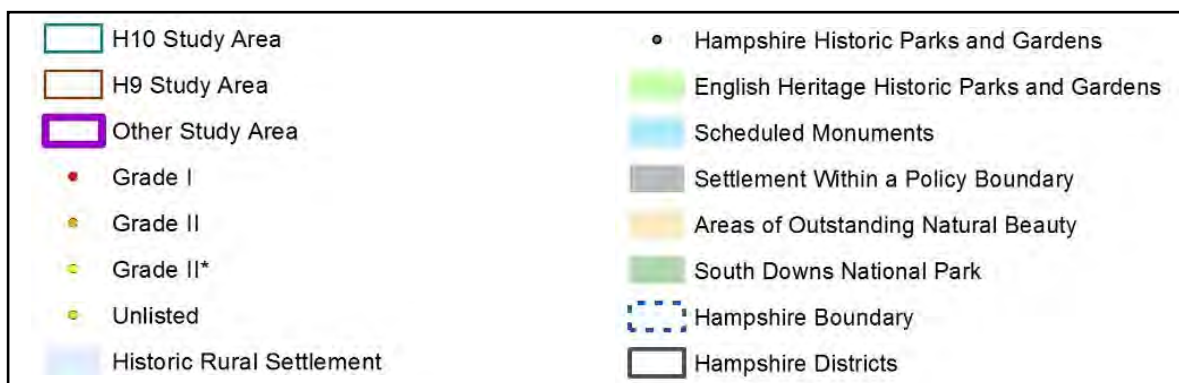 H10 Study Area
H9 Study Area
Other Study Area
Grade I
Grade II
Grade II*
Unlisted
Historic Rural Settlement
Hampshire Historic Parks and Gardens
English Heritage Historic Parks and Gardens
Scheduled Monuments
Settlement Within a Policy Boundary
Areas of Outstanding Natural Beauty
South Downs National Park
Hampshire Boundary
Hampshire Districts